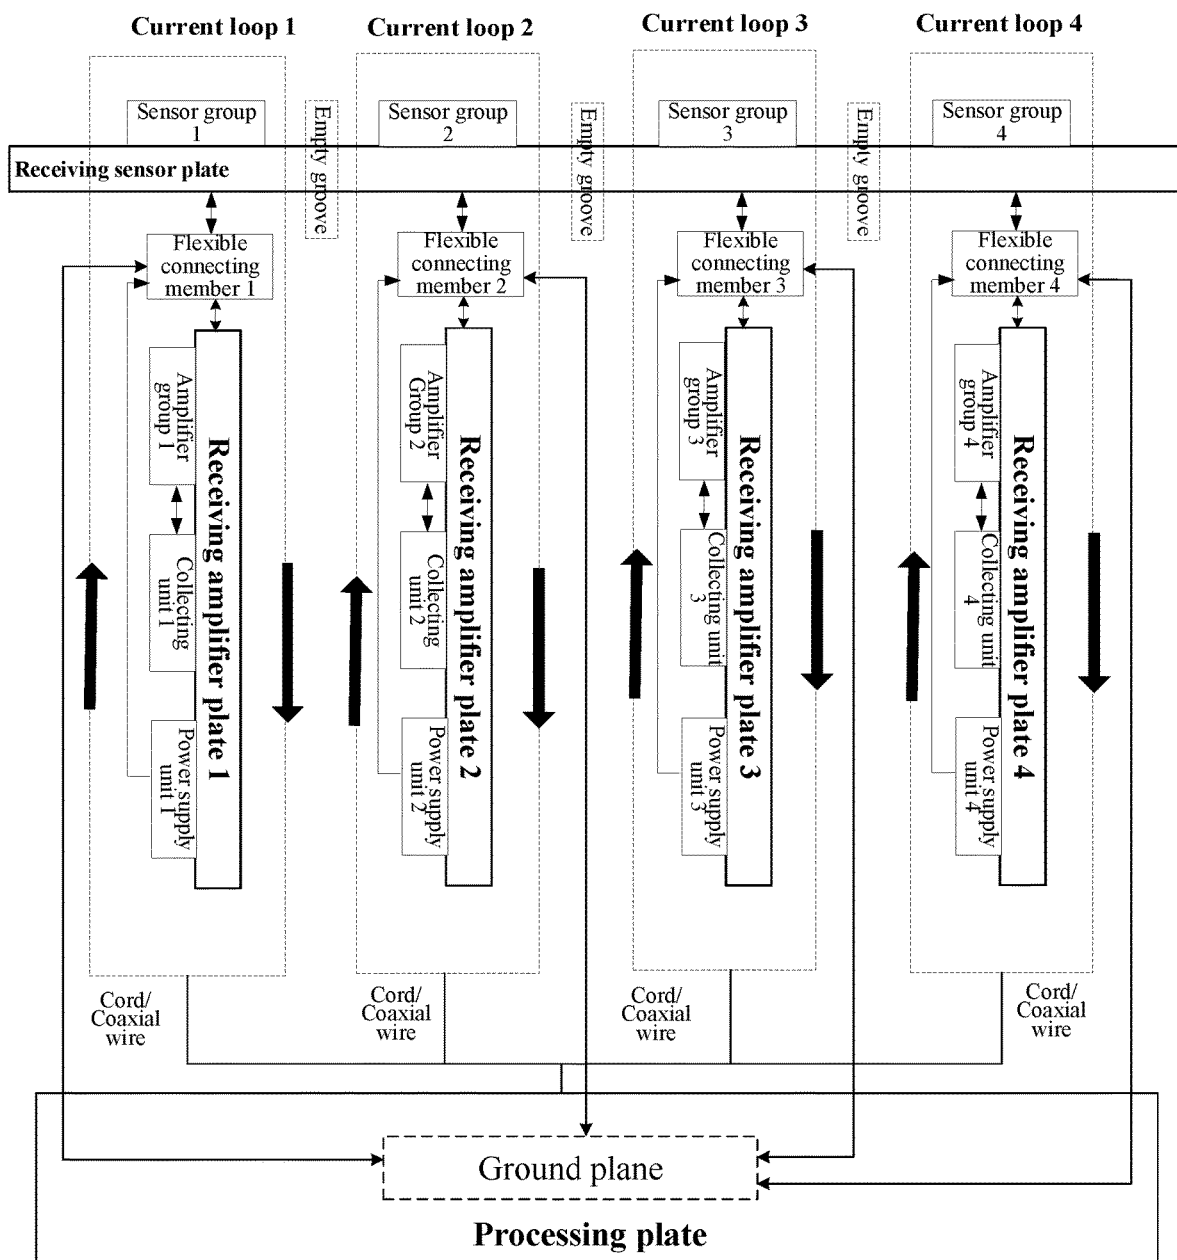 Current loop 1
Current loop 2
Current loop 3
Current loop 4
Sensor group
1
Sensor group
2
Sensor group
3
Sensor group
4
Empty groove
Empty groove
Empty groove
Receiving sensor plate
Flexible
connecting
member 1
Flexible
connecting
member 2
Flexible
connecting
member 3
Flexible
connecting
member 4
Amplifier
group 1
Collecting
unit 1
Power supply
unit 1
Receiving amplifier plate 1
Amplifier
Group 2
Collecting
unit 2
Power supply
unit 2
Receiving amplifier plate 2
Amplifier
group 3
Collecting unit
3
Power supply
unit 3
Receiving amplifier plate 3
Amplifier
group 4
Collecting unit
4
Power supply
unit 4
Receiving amplifier plate 4
Cord/
Coaxial
wire
Cord/
Coaxial
wire
Cord/
Coaxial
wire
Cord/
Coaxial
wire
Ground plane
Processing plate